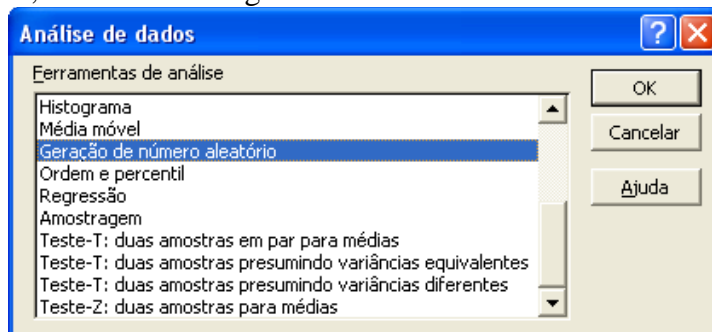 Análise de dados
Ferramentas de análise
Histograma
Média móvel
Geração de número aleatório
Ordem e percentil
Regressão
Amostragem
Teste-T: duas amostras em par para médias
Teste-T: duas amostras presumindo variâncias equivalentes
Teste-T: duas amostras presumindo variâncias diferentes
Teste-Z: duas amostras para médias
OK
Cancelar
Ajuda